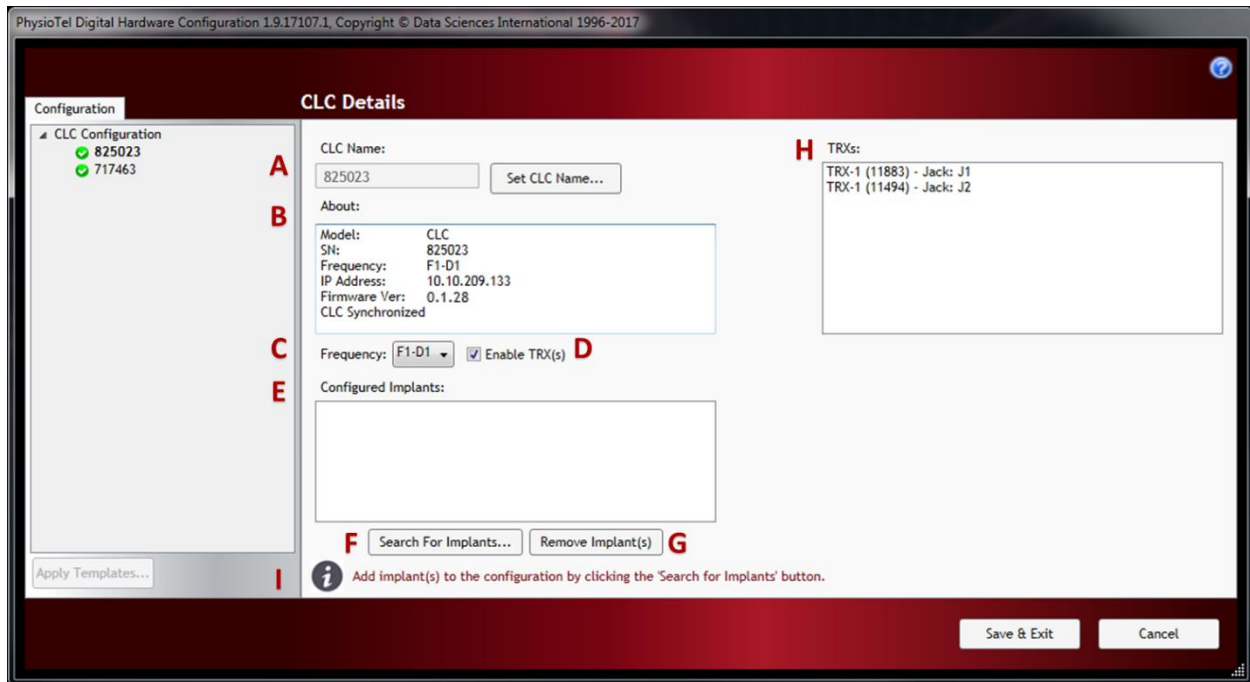 PhysioTel Digital Hardware Configuration 1.9.17107.1, Copyright © Data Sciences International 1996-2017
Configuration
CLC Configuration
825023
717463
Apply Templates...
CLC Details
A
CLC Name:
825023
Set CLC Name...
B
About:
Model: CLC
SN: 825023
Frequency: F1-D1
IP Address: 10.10.209.133
Firmware Ver: 0.1.28
CLC Synchronized
C
Frequency: F1-D1 Enable TRX(s) D
E
Configured Implants:
F Search For Implants... Remove Implant(s) G
I
i Add implant(s) to the configuration by clicking the 'Search for Implants' button.
H TRXs:
TRX-1 (11883) - Jack: J1
TRX-1 (11494) - Jack: J2
?
Save & Exit Cancel